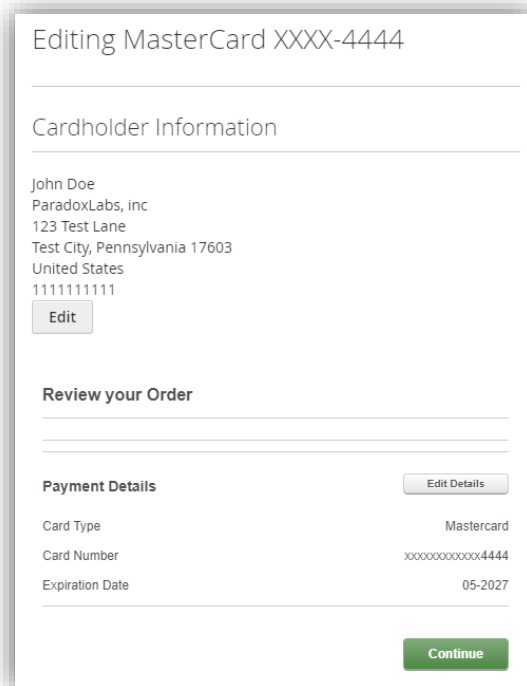 Editing MasterCard XXXX-4444
Cardholder Information
John Doe
ParadoxLabs, inc
123 Test Lane
Test City, Pennsylvania 17603
United States
1111111111
Edit
Review your Order
Payment Details Edit Details
Card Type Mastercard
Card Number xxxxxxxxxxxx4444
Expiration Date 05-2027
Continue